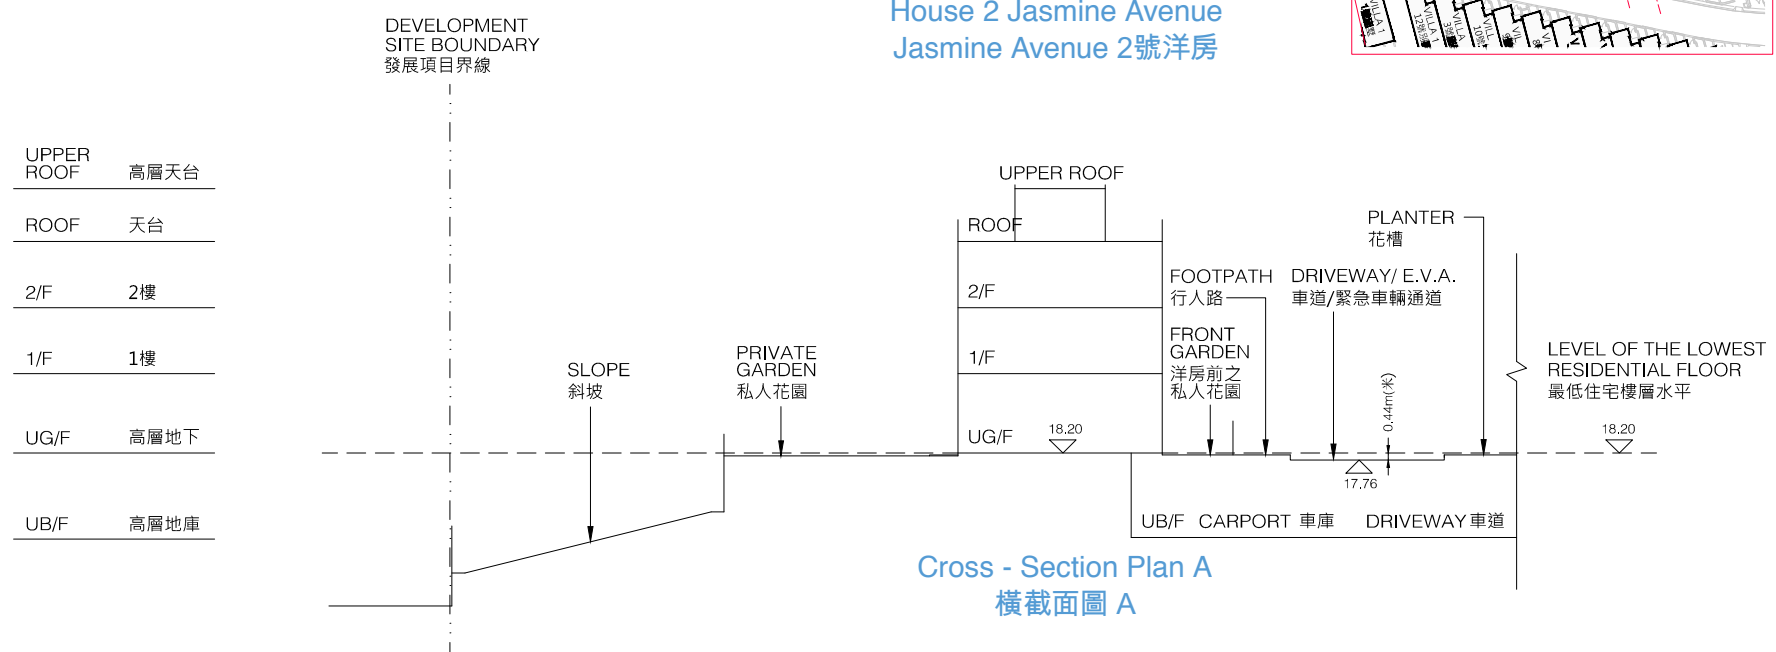 House 2 Jasmine Avenue
Jasmine Avenue 2號洋房
DEVELOPMENT
SITE BOUNDARY
發展項目界線
UPPER
ROOF 高層天台
ROOF 天台
2/F 2樓
1/F 1樓
UG/F 高層地下
UB/F 高層地庫
SLOPE
斜坡
PRIVATE
GARDEN
私人花園
UPPER ROOF
ROOF
2/F
1/F
UG/F
18.20
FOOTPATH
行人路
FRONT
GARDEN
洋房前之
私人花園
DRIVEWAY/ E.V.A.
車道/緊急車輛通道
PLANTER
花槽
0.44m(米)
17.76
UB/F CARPORT 車庫 DRIVEWAY 車道
LEVEL OF THE LOWEST
RESIDENTIAL FLOOR
最低住宅樓層水平
18.20
Cross - Section Plan A
橫截面圖 A